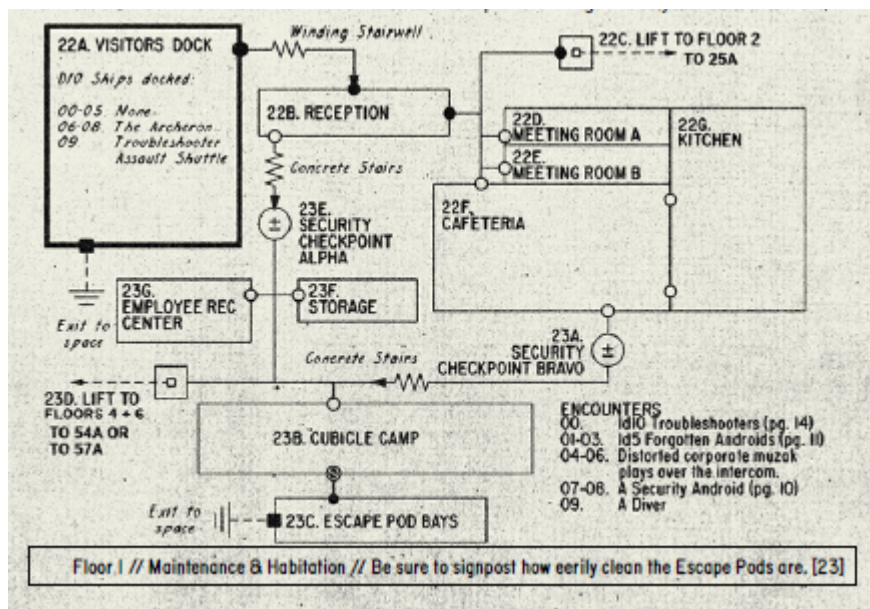 Winding Stairwell
22A. VISITORS DOCK
D10 Ships docked:
00-05. None.
06-08. The Archeron
09. Troubleshooter
Assault Shuttle
22B. RECEPTION
22C. LIFT TO FLOOR 2
TO 25A
22D.
MEETING ROOM A
22E.
MEETING ROOM B
22G.
KITCHEN
22F.
CAFETERIA
Concrete Stairs
23E.
SECURITY
CHECKPOINT
ALPHA
23G.
EMPLOYEE REC
CENTER
23F.
STORAGE
Exit to
space
23A.
SECURITY
CHECKPOINT BRAVO
Concrete Stairs
23D. LIFT TO
FLOORS 4 + 6
TO 54A OR
TO 57A
23B. CUBICLE CAMP
ENCOUNTERS
00. 1d10 Troubleshooters (pg. 14)
01-03. 1d5 Forgotten Androids (pg. 11)
04-06. Distorted corporate muzak
plays over the intercom.
07-08. A Security Android (pg. 10)
09. A Diver
Exit to
space
23C. ESCAPE POD BAYS
Floor 1 // Maintenance & Habitation // Be sure to signpost how eerily clean the Escape Pods are. [23]